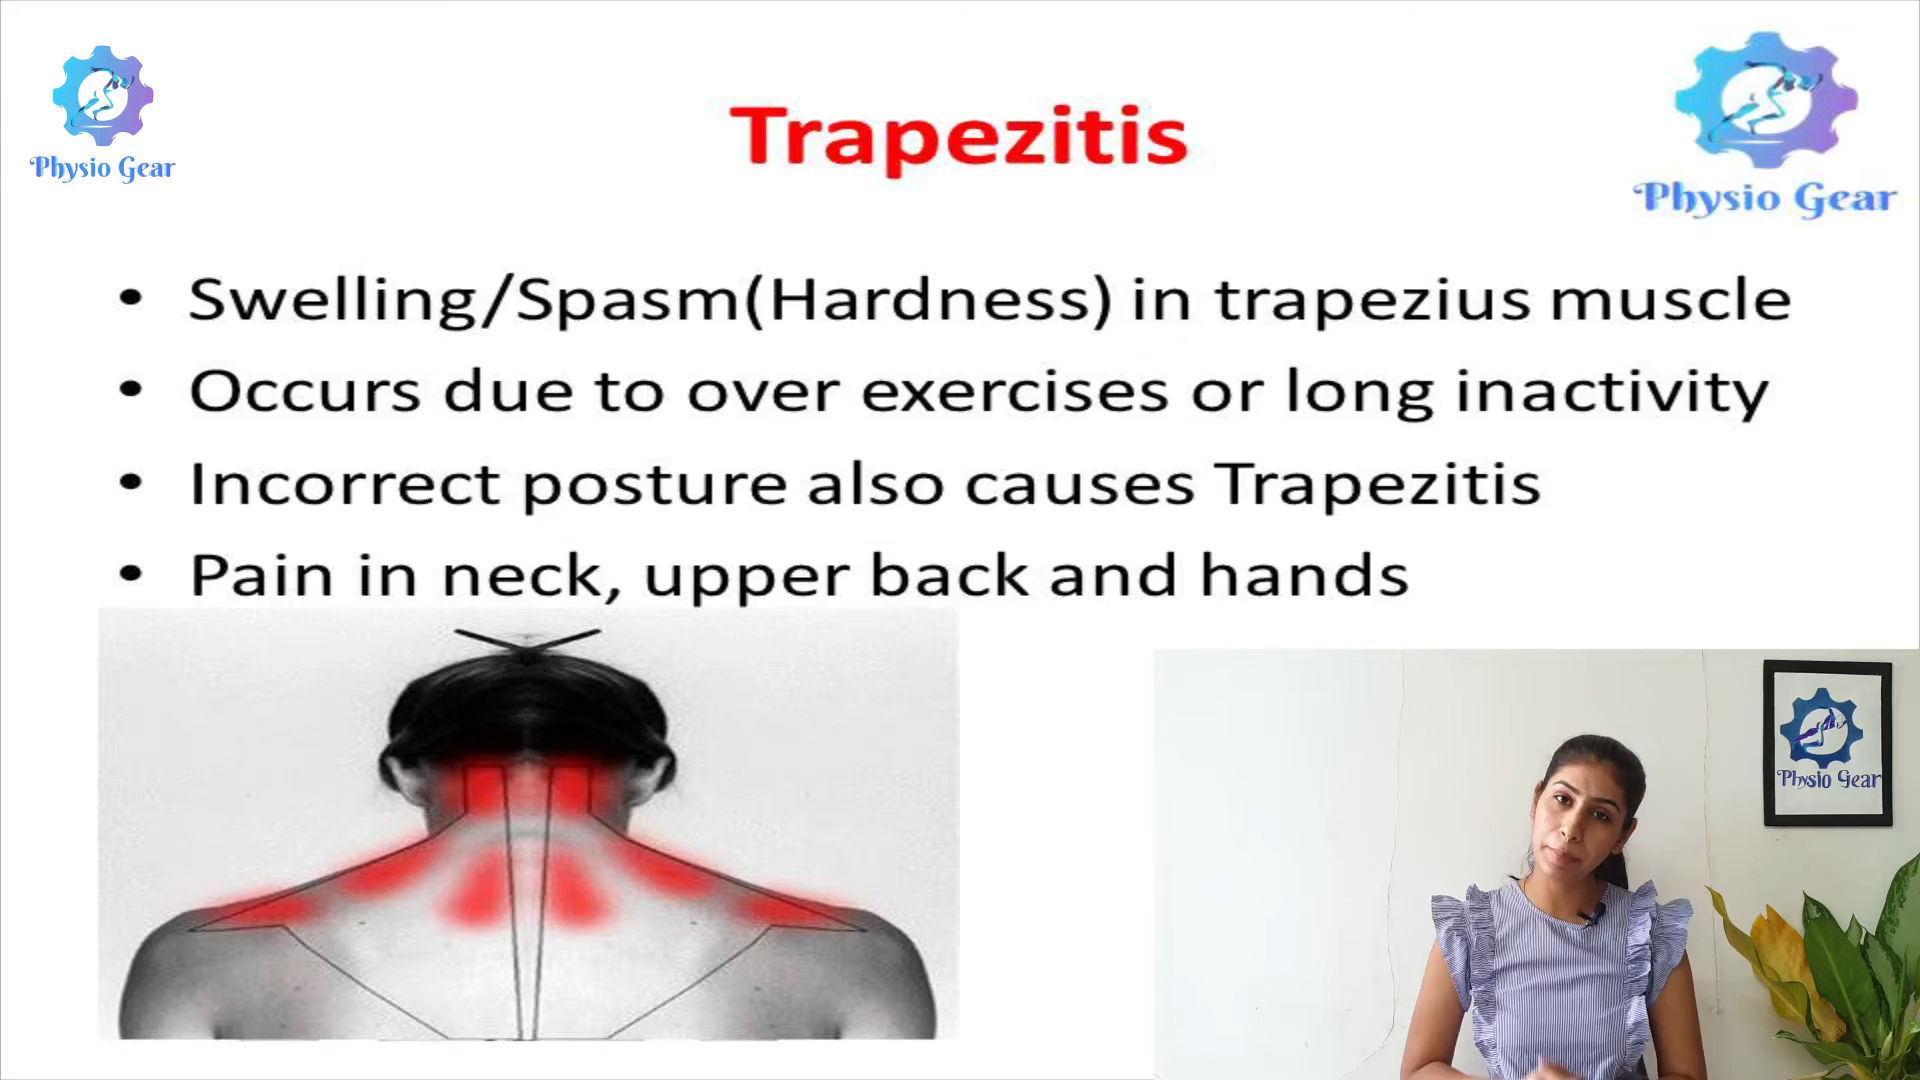 Physio Gear
Physio Gear
Trapezitis
• Swelling/Spasm(Hardness) in trapezius muscle
• Occurs due to over exercises or long inactivity
• Incorrect posture also causes Trapezitis
• Pain in neck, upper back and hands
Physio Gear